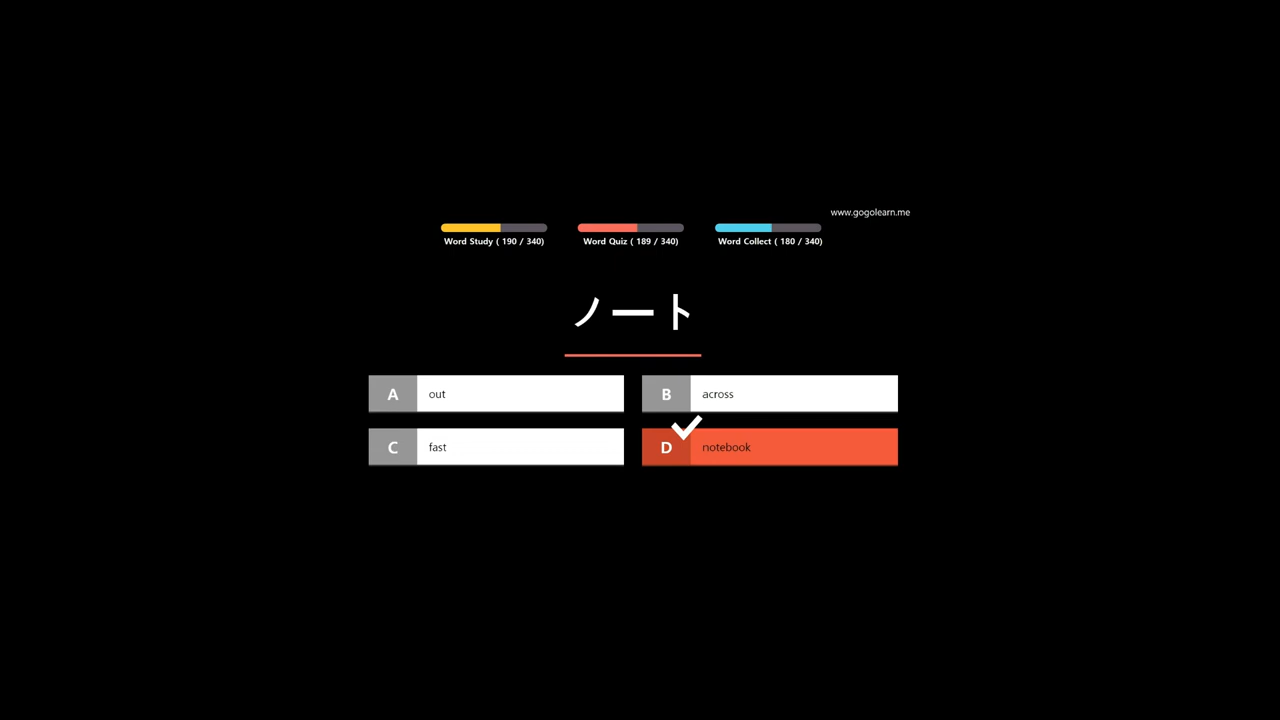 www.gogolearn.me
Word Study ( 190 / 340) Word Quiz ( 189 / 340) Word Collect ( 180 / 340)
ノート
A out B across
C fast D notebook